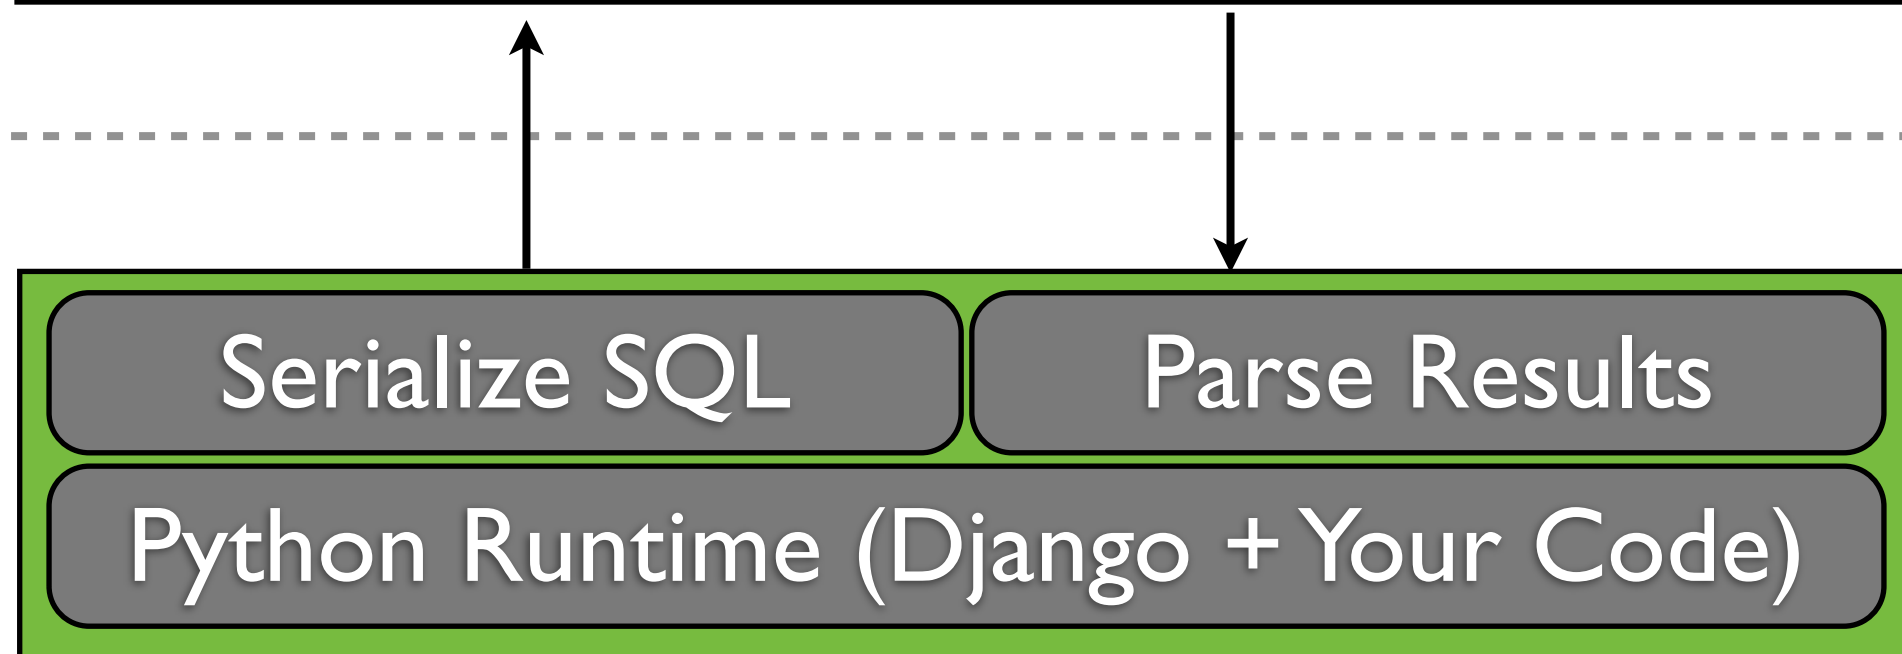 Serialize SQL
Parse Results
Python Runtime (Django + Your Code)